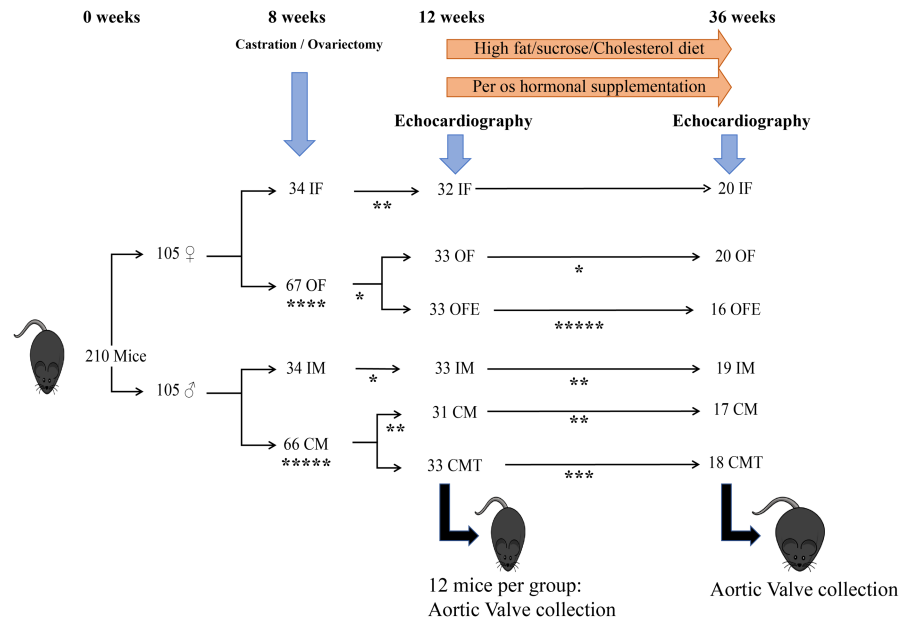 0 weeks 8 weeks 12 weeks 36 weeks
Castration / Ovariectomy
High fat/sucrose/Cholesterol diet
Per os hormonal supplementation
Echocardiography Echocardiography
34 IF ** 32 IF 20 IF
105 ♀ 33 OF * 20 OF
67 OF *
****
33 OFE 16 OFE
*****
210 Mice
34 IM * 33 IM ** 19 IM
105 ♂
31 CM ** 17 CM
66 CM **
*****
33 CMT *** 18 CMT
12 mice per group:
Aortic Valve collection
Aortic Valve collection